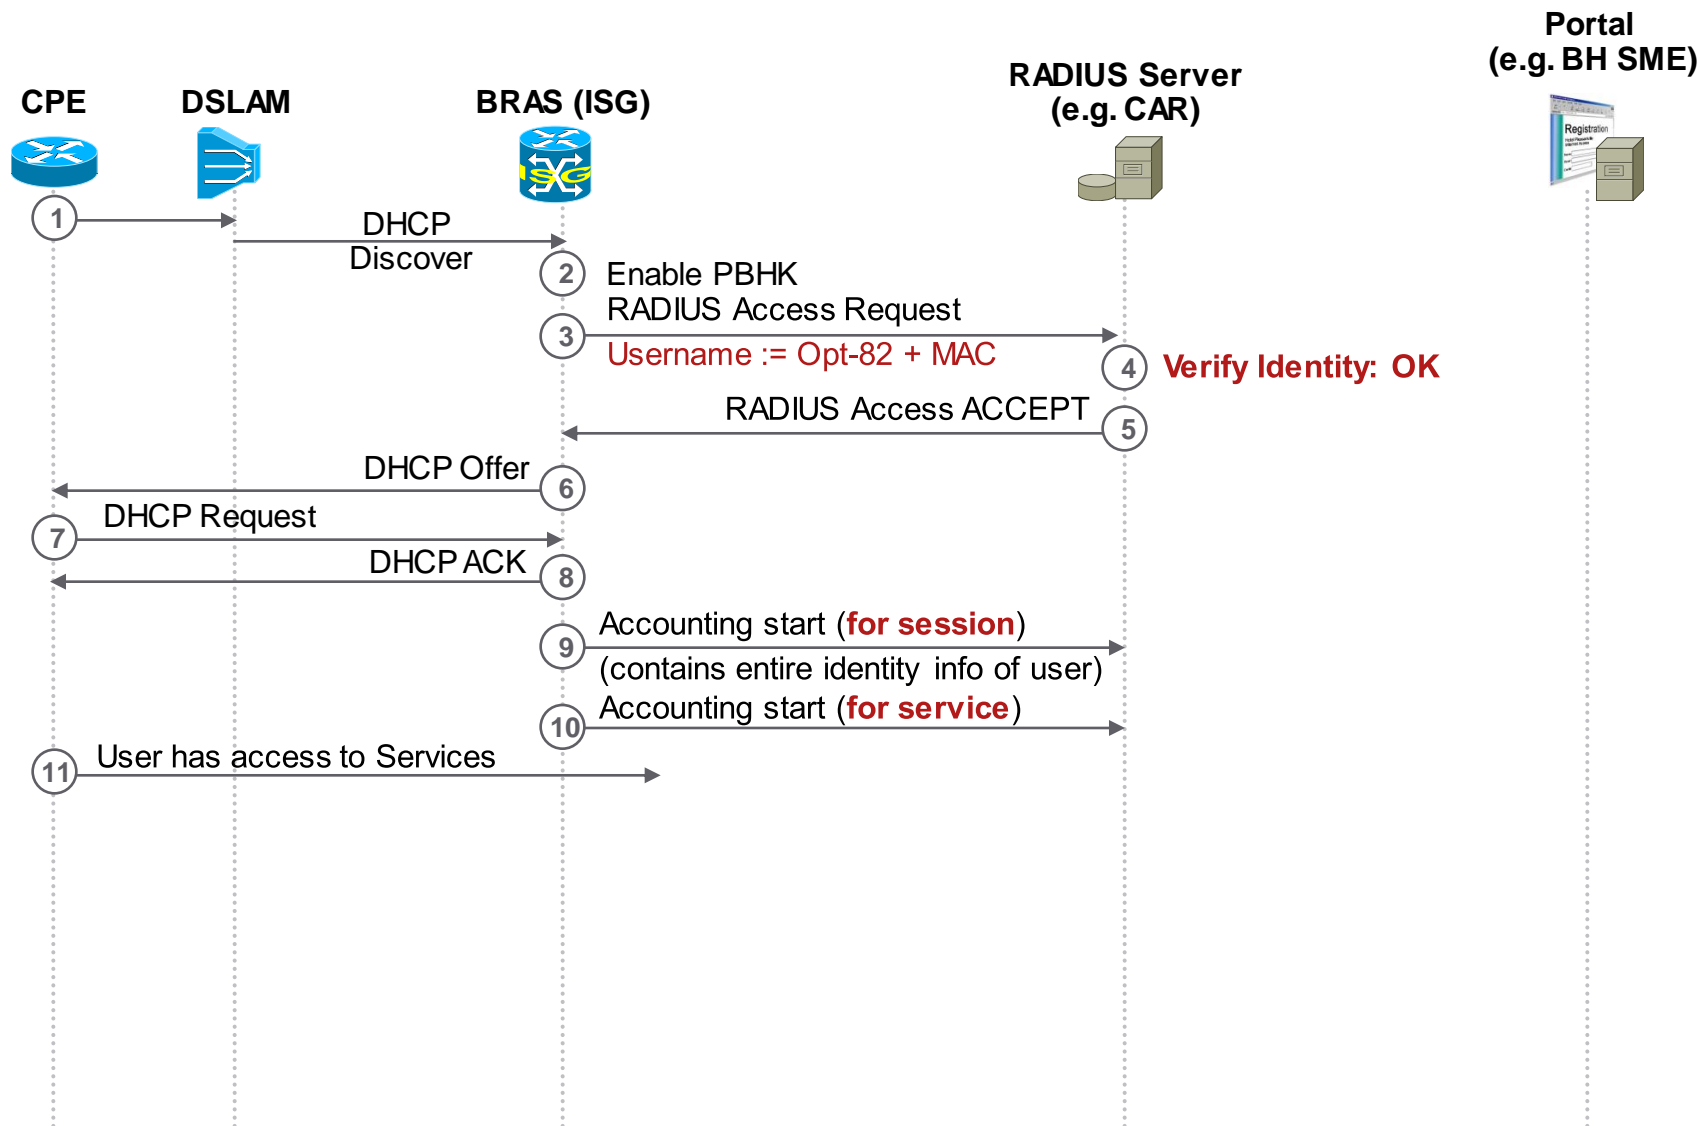 Portal
(e.g. BH SME)
RADIUS Server
(e.g. CAR)
CPE
DSLAM
BRAS (ISG)
ISG
Registration
1
DHCP
Discover
2
Enable PBHK
RADIUS Access Request
3
Username := Opt-82 + MAC
4
Verify Identity: OK
RADIUS Access ACCEPT
5
DHCP Offer
6
7
DHCP Request
DHCP ACK
8
9
Accounting start (for session)
(contains entire identity info of user)
10
Accounting start (for service)
11
User has access to Services